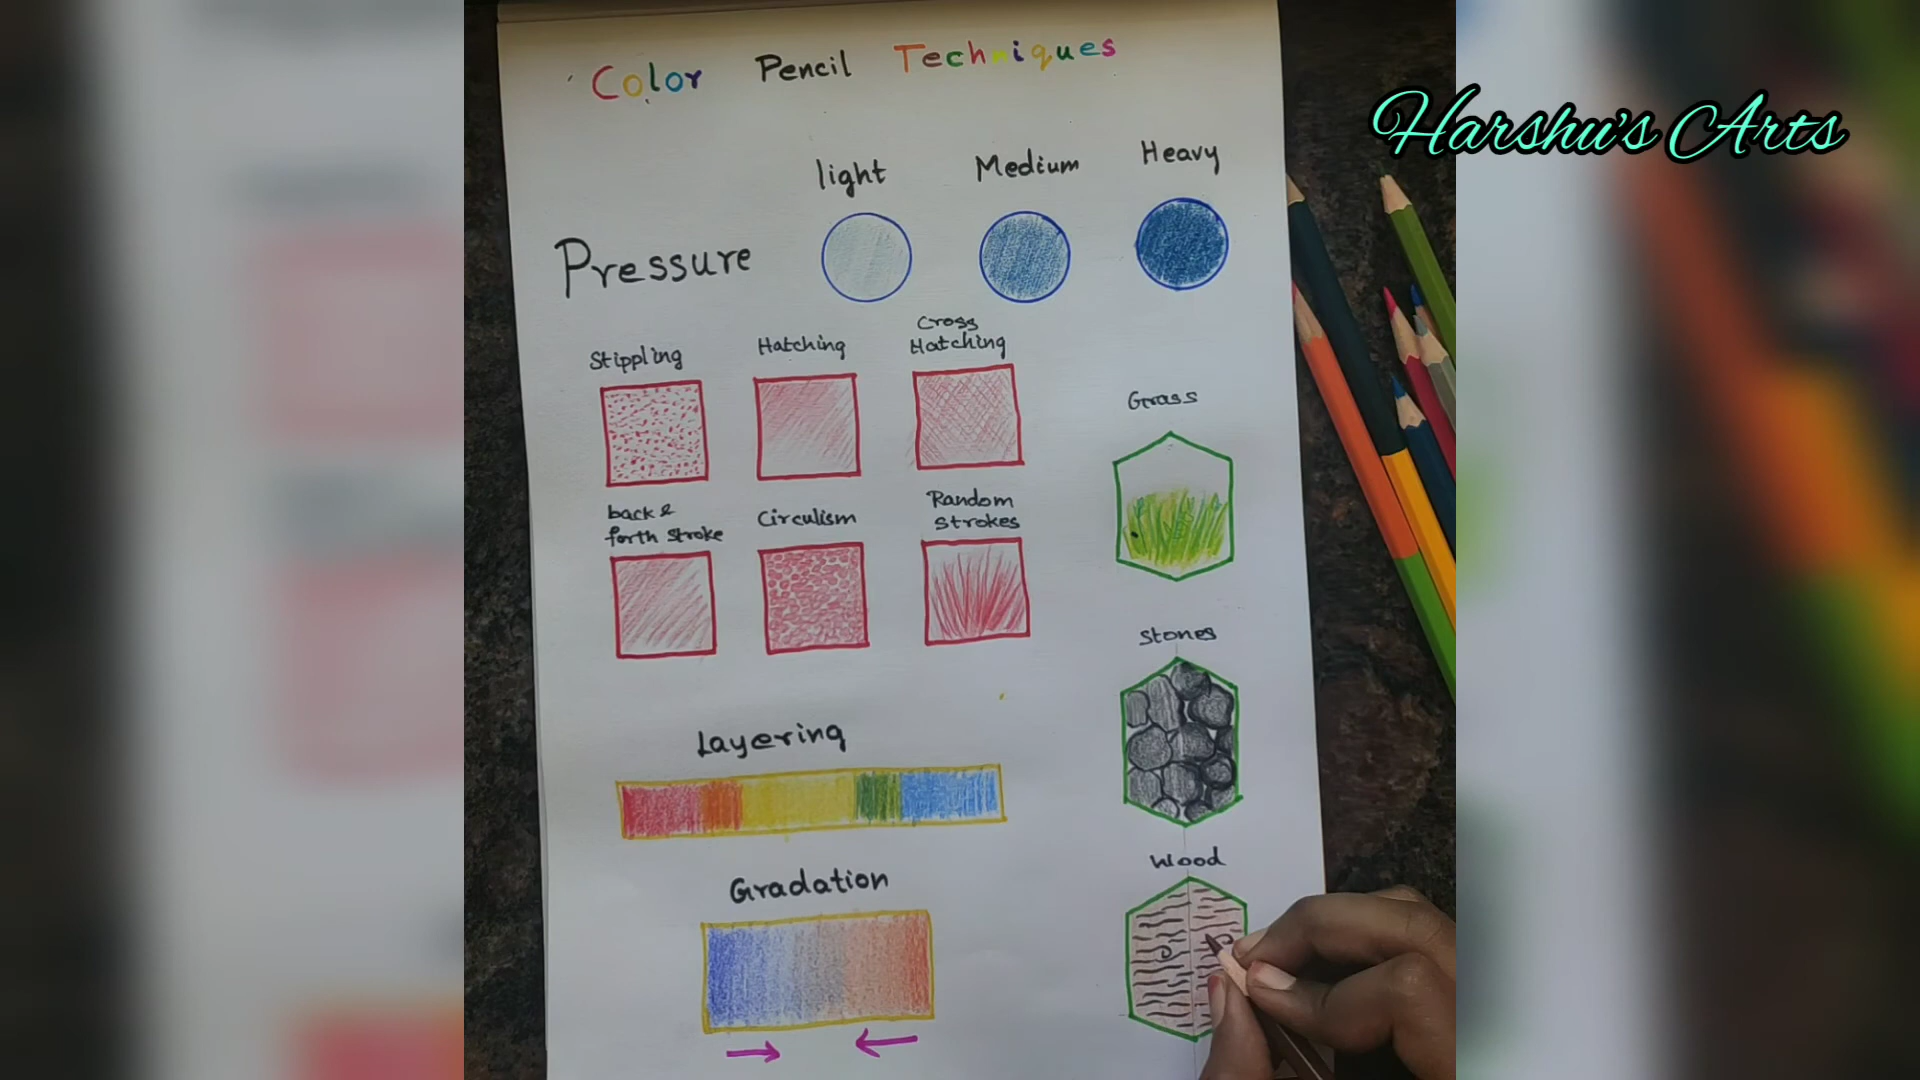 Color Pencil Techniques
Harshu's Arts
light
Medium
Heavy
Pressure
Stippling
Hatching
Cross
Hatching
Grass
back &
forth stroke
Circulism
Random
strokes
Stones
Layering
Wood
Gradation